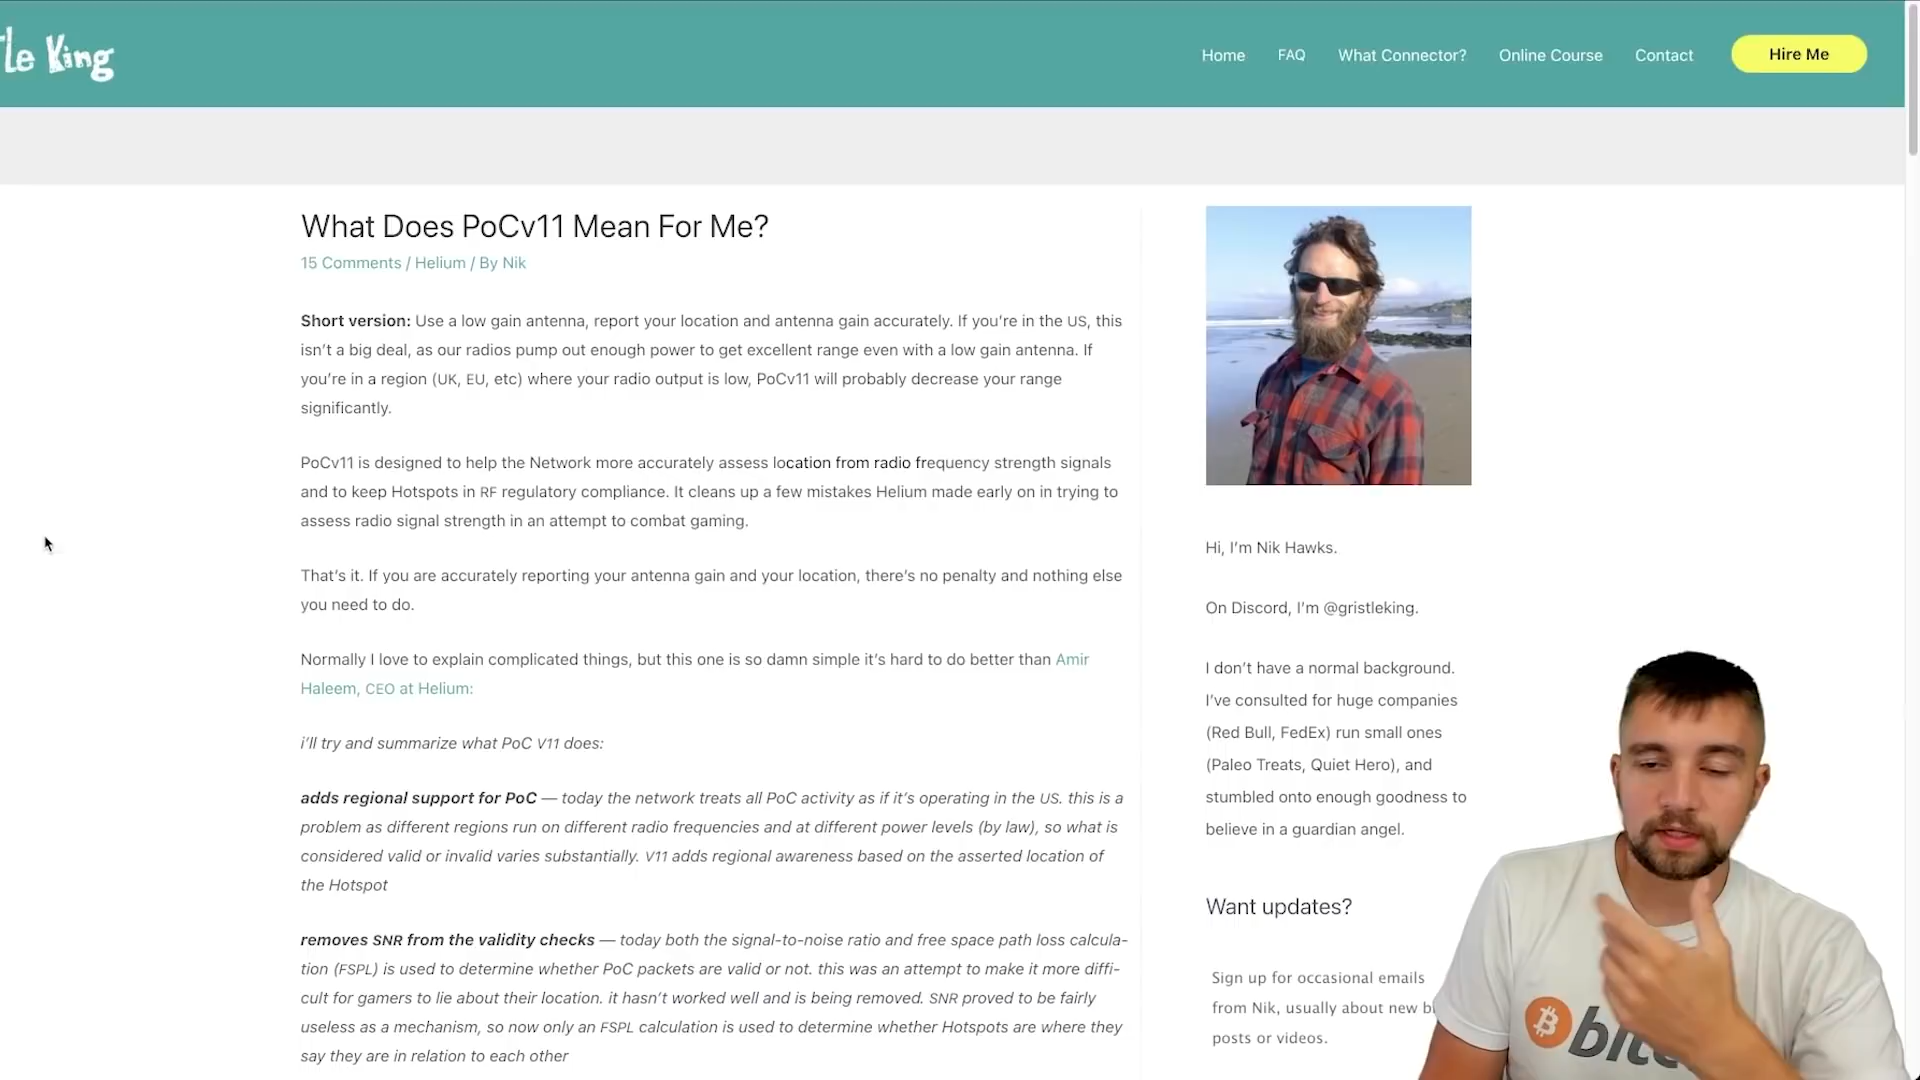 le King
Home FAQ What Connector? Online Course Contact Hire Me
What Does PoCv11 Mean For Me?
15 Comments / Helium / By Nik
Short version: Use a low gain antenna, report your location and antenna gain accurately. If you’re in the US, this
isn’t a big deal, as our radios pump out enough power to get excellent range even with a low gain antenna. If
you’re in a region (UK, EU, etc) where your radio output is low, PoCv11 will probably decrease your range
significantly.
PoCv11 is designed to help the Network more accurately assess location from radio frequency strength signals
and to keep Hotspots in RF regulatory compliance. It cleans up a few mistakes Helium made early on in trying to
assess radio signal strength in an attempt to combat gaming.
That’s it. If you are accurately reporting your antenna gain and your location, there’s no penalty and nothing else
you need to do.
Normally I love to explain complicated things, but this one is so damn simple it’s hard to do better than Amir
Haleem, CEO at Helium:
i’ll try and summarize what PoC V11 does:
adds regional support for PoC — today the network treats all PoC activity as if it’s operating in the US. this is a
problem as different regions run on different radio frequencies and at different power levels (by law), so what is
considered valid or invalid varies substantially. V11 adds regional awareness based on the asserted location of
the Hotspot
removes SNR from the validity checks — today both the signal-to-noise ratio and free space path loss calcula-
tion (FSPL) is used to determine whether PoC packets are valid or not. this was an attempt to make it more diffi-
cult for gamers to lie about their location. it hasn’t worked well and is being removed. SNR proved to be fairly
useless as a mechanism, so now only an FSPL calculation is used to determine whether Hotspots are where they
say they are in relation to each other
Hi, I’m Nik Hawks.
On Discord, I’m @gristleking.
I don’t have a normal background.
I’ve consulted for huge companies
(Red Bull, FedEx) run small ones
(Paleo Treats, Quiet Hero), and
stumbled onto enough goodness to
believe in a guardian angel.
Want updates?
Sign up for occasional emails
from Nik, usually about new b
posts or videos.
bitc